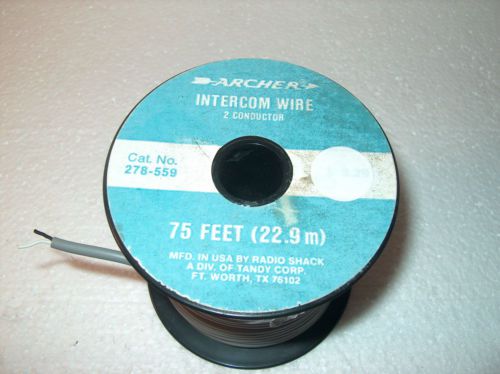 ARCHER
INTERCOM WIRE
2 CONDUCTOR
Cat. No.
278-559
75 FEET (22.9 m)
MFD. IN USA BY RADIO SHACK
A DIV. OF TANDY CORP.
FT. WORTH, TX 76102